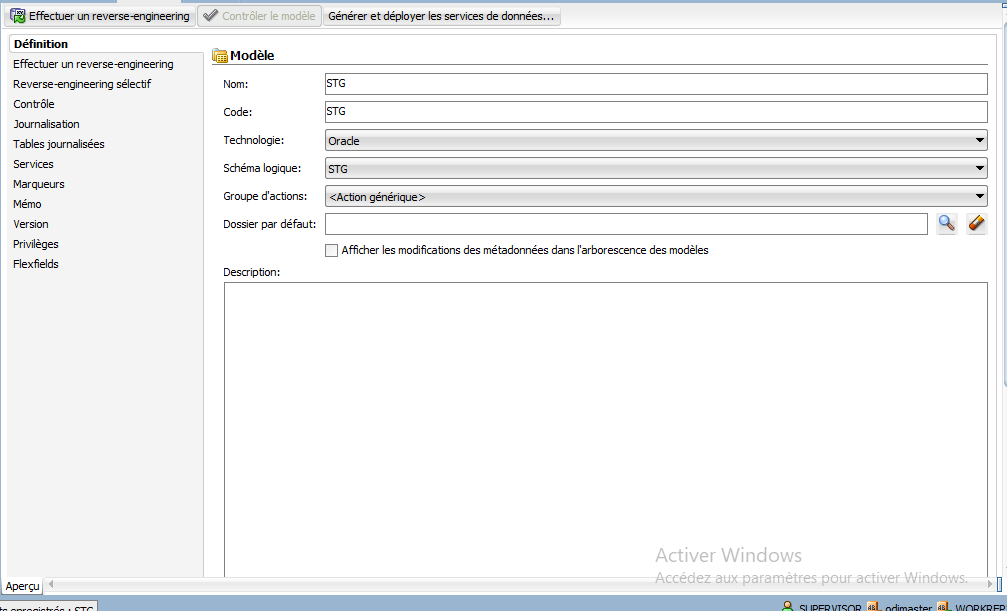 Effectuer un reverse-engineering Contrôler le modèle Générer et déployer les services de données...
Définition
Effectuer un reverse-engineering
Reverse-engineering sélectif
Contrôle
Journalisation
Tables journalisées
Services
Marqueurs
Mémo
Version
Privilèges
Flexfields
Modèle
Nom: STG
Code: STG
Technologie: Oracle
Schéma logique: STG
Groupe d'actions: <Action générique>
Dossier par défaut:
Afficher les modifications des métadonnées dans l'arborescence des modèles
Description:
Activer Windows
Accédez aux paramètres pour activer Windows.
Aperçu
enregistrés : STG
SUPERVISOR odimaster WORKREP